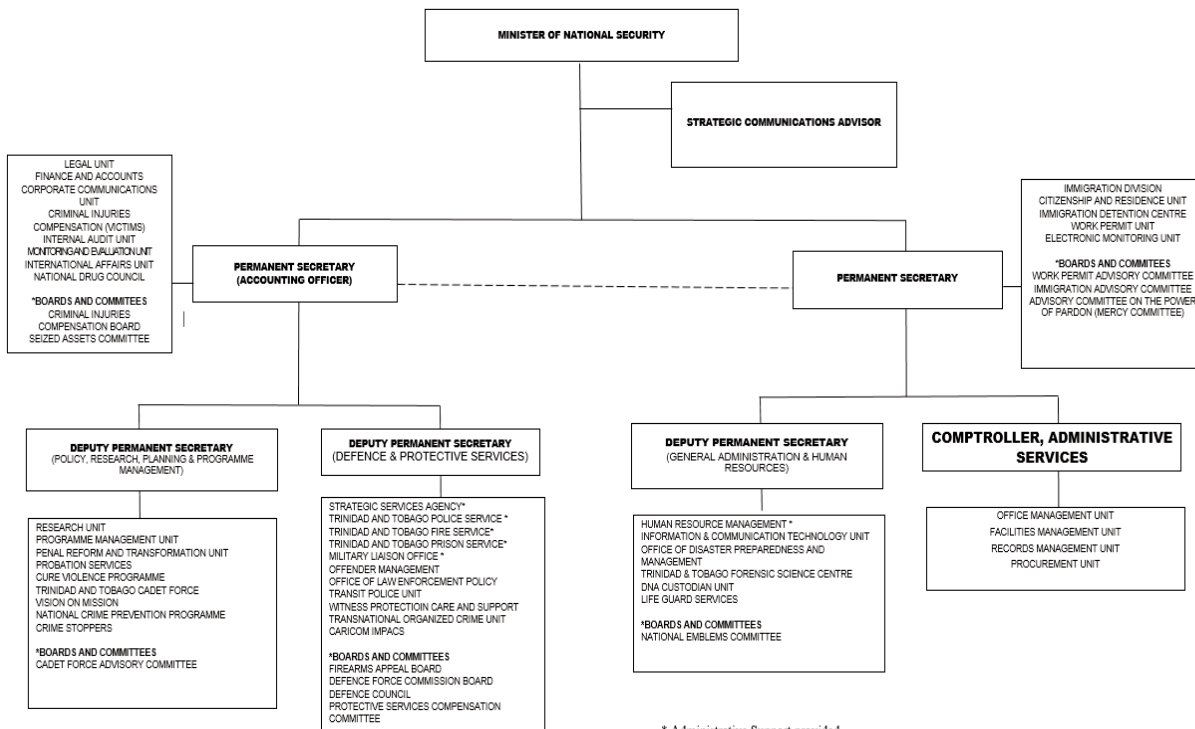 MINISTER OF NATIONAL SECURITY
STRATEGIC COMMUNICATIONS ADVISOR
LEGAL UNIT
FINANCE AND ACCOUNTS
CORPORATE COMMUNICATIONS
UNIT
CRIMINAL INJURIES
COMPENSATION (VICTIMS)
INTERNAL AUDIT UNIT
MONITORING AND EVALUATION UNIT
INTERNATIONAL AFFAIRS UNIT
NATIONAL DRUG COUNCIL
*BOARDS AND COMMITEES
CRIMINAL INJURIES
COMPENSATION BOARD
SEIZED ASSETS COMMITTEE
PERMANENT SECRETARY
(ACCOUNTING OFFICER)
PERMANENT SECRETARY
IMMIGRATION DIVISION
CITIZENSHIP AND RESIDENCE UNIT
IMMIGRATION DETENTION CENTRE
WORK PERMIT UNIT
ELECTRONIC MONITORING UNIT
*BOARDS AND COMMITEES
WORK PERMIT ADVISORY COMMITTEE
IMMIGRATION ADVISORY COMMITTEE
ADVISORY COMMITTEE ON THE POWER
OF PARDON (MERCY COMMITTEE)
DEPUTY PERMANENT SECRETARY
(POLICY, RESEARCH, PLANNING & PROGRAMME
MANAGEMENT)
RESEARCH UNIT
PROGRAMME MANAGEMENT UNIT
PENAL REFORM AND TRANSFORMATION UNIT
PROBATION SERVICES
CURE VIOLENCE PROGRAMME
TRINIDAD AND TOBAGO CADET FORCE
VISION ON MISSION
NATIONAL CRIME PREVENTION PROGRAMME
CRIME STOPPERS
*BOARDS AND COMMITTEES
CADET FORCE ADVISORY COMMITTEE
DEPUTY PERMANENT SECRETARY
(DEFENCE & PROTECTIVE SERVICES)
STRATEGIC SERVICES AGENCY*
TRINIDAD AND TOBAGO POLICE SERVICE *
TRINIDAD AND TOBAGO FIRE SERVICE*
TRINIDAD AND TOBAGO PRISON SERVICE*
MILITARY LIAISON OFFICE *
OFFENDER MANAGEMENT
OFFICE OF LAW ENFORCEMENT POLICY
TRANSIT POLICE UNIT
WITNESS PROTECTIOIN CARE AND SUPPORT
TRANSNATIONAL ORGANIZED CRIME UNIT
CARICOM IMPACS
*BOARDS AND COMMITTEES
FIREARMS APPEAL BOARD
DEFENCE FORCE COMMISSION BOARD
DEFENCE COUNCIL
PROTECTIVE SERVICES COMPENSATION
COMMITTEE
DEPUTY PERMANENT SECRETARY
(GENERAL ADMINISTRATION & HUMAN
RESOURCES)
HUMAN RESOURCE MANAGEMENT *
INFORMATION & COMMUNICATION TECHNOLOGY UNIT
OFFICE OF DISASTER PREPAREDNESS AND
MANAGEMENT
TRINIDAD & TOBAGO FORENSIC SCIENCE CENTRE
DNA CUSTODIAN UNIT
LIFE GUARD SERVICES
*BOARDS AND COMMITTEES
NATIONAL EMBLEMS COMMITTEE
COMPTROLLER, ADMINISTRATIVE
SERVICES
OFFICE MANAGEMENT UNIT
FACILITIES MANAGEMENT UNIT
RECORDS MANAGEMENT UNIT
PROCUREMENT UNIT
* Administrative Support provided